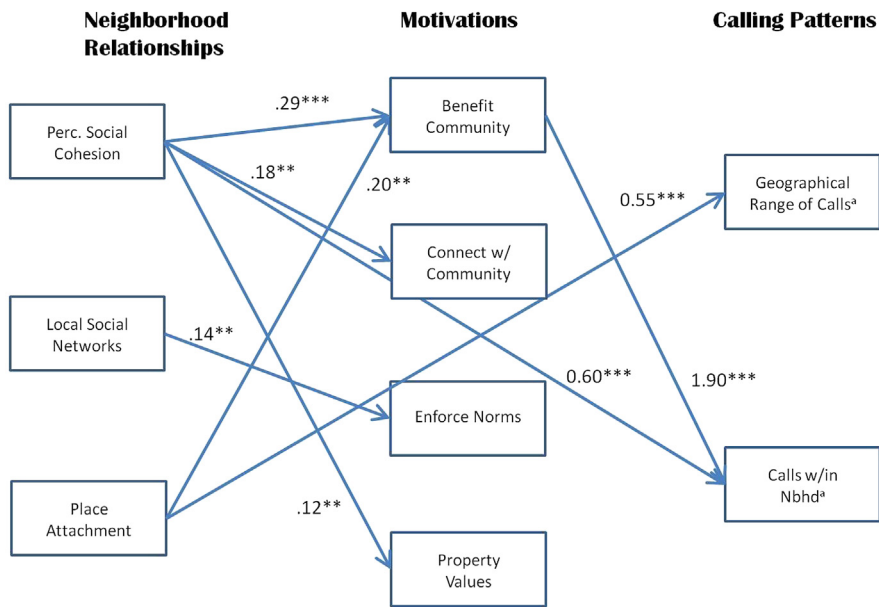 Neighborhood
Relationships
Motivations
Calling Patterns
Perc. Social
Cohesion
Local Social
Networks
Place
Attachment
.29***
.18**
.20**
.14**
.12**
Benefit
Community
Connect w/
Community
Enforce Norms
Property
Values
0.55***
0.60***
1.90***
Geographical
Range of Callsᵃ
Calls w/in
Nbhdᵃ